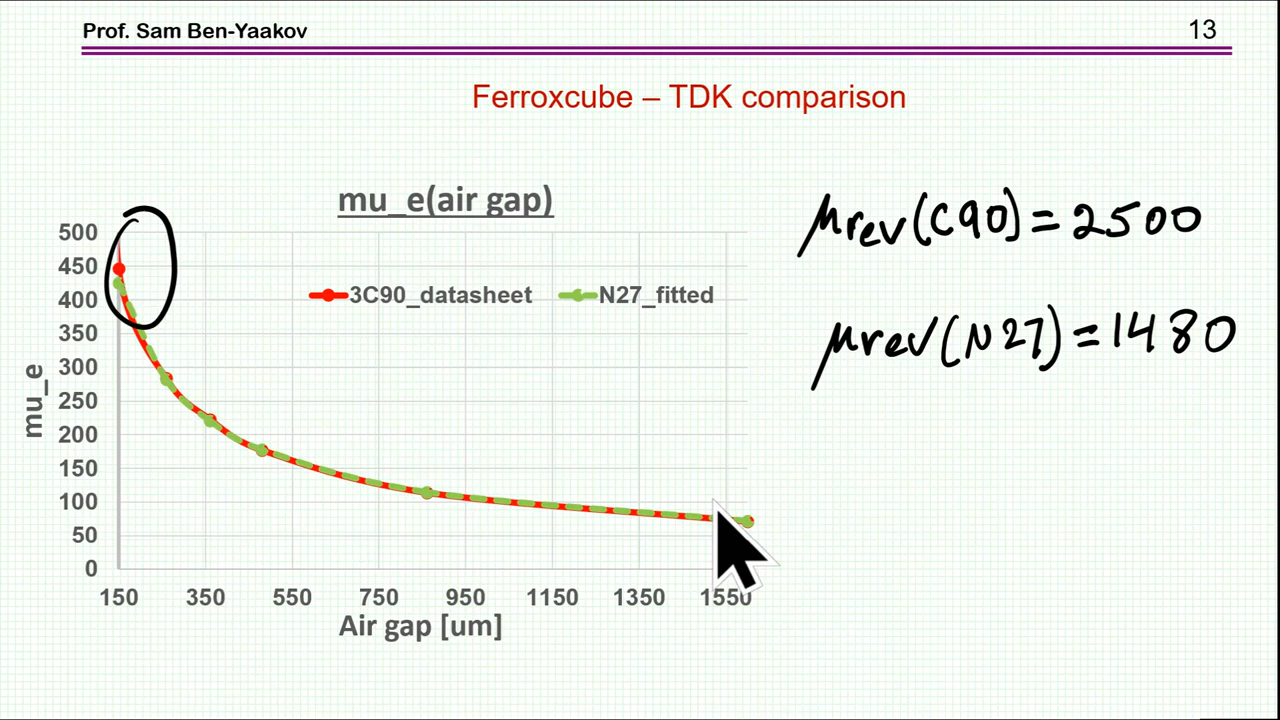 Prof. Sam Ben-Yaakov
13
Ferroxcube – TDK comparison
mu_e(air gap)
500
450
400
350
300
250
200
150
100
50
0
mu_e
3C90_datasheet
N27_fitted
150 350 550 750 950 1150 1350 1550
Air gap [um]
μrev(C90)=2500
μrev(N27)=1480